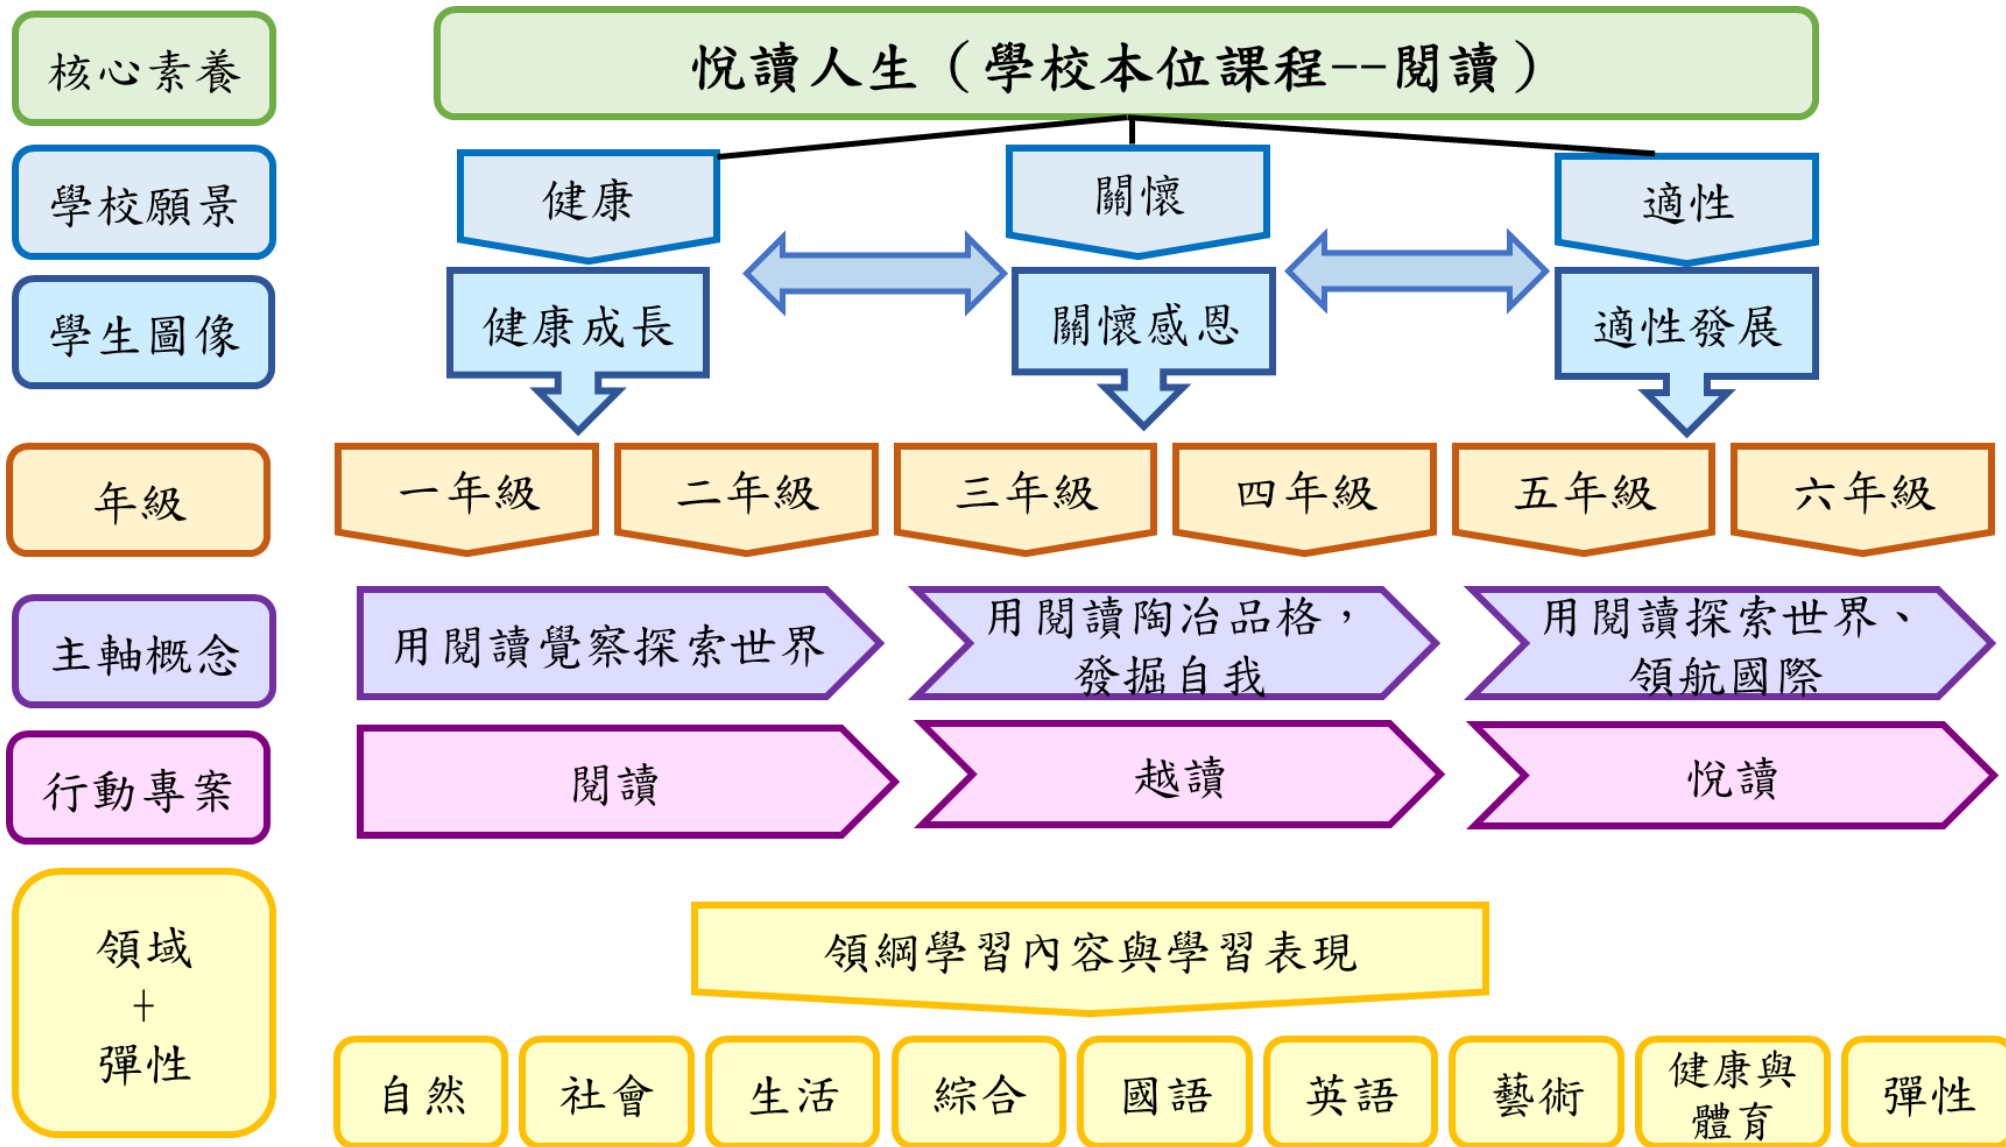 核心素養
悅讀人生（學校本位課程--閱讀）
學校願景
健康
關懷
適性
學生圖像
健康成長
關懷感恩
適性發展
年級
一年級
二年級
三年級
四年級
五年級
六年級
主軸概念
用閱讀覺察探索世界
用閱讀陶冶品格，
發掘自我
用閱讀探索世界、
領航國際
行動專案
閱讀
越讀
悅讀
領域
+
彈性
領綱學習內容與學習表現
自然
社會
生活
綜合
國語
英語
藝術
健康與
體育
彈性